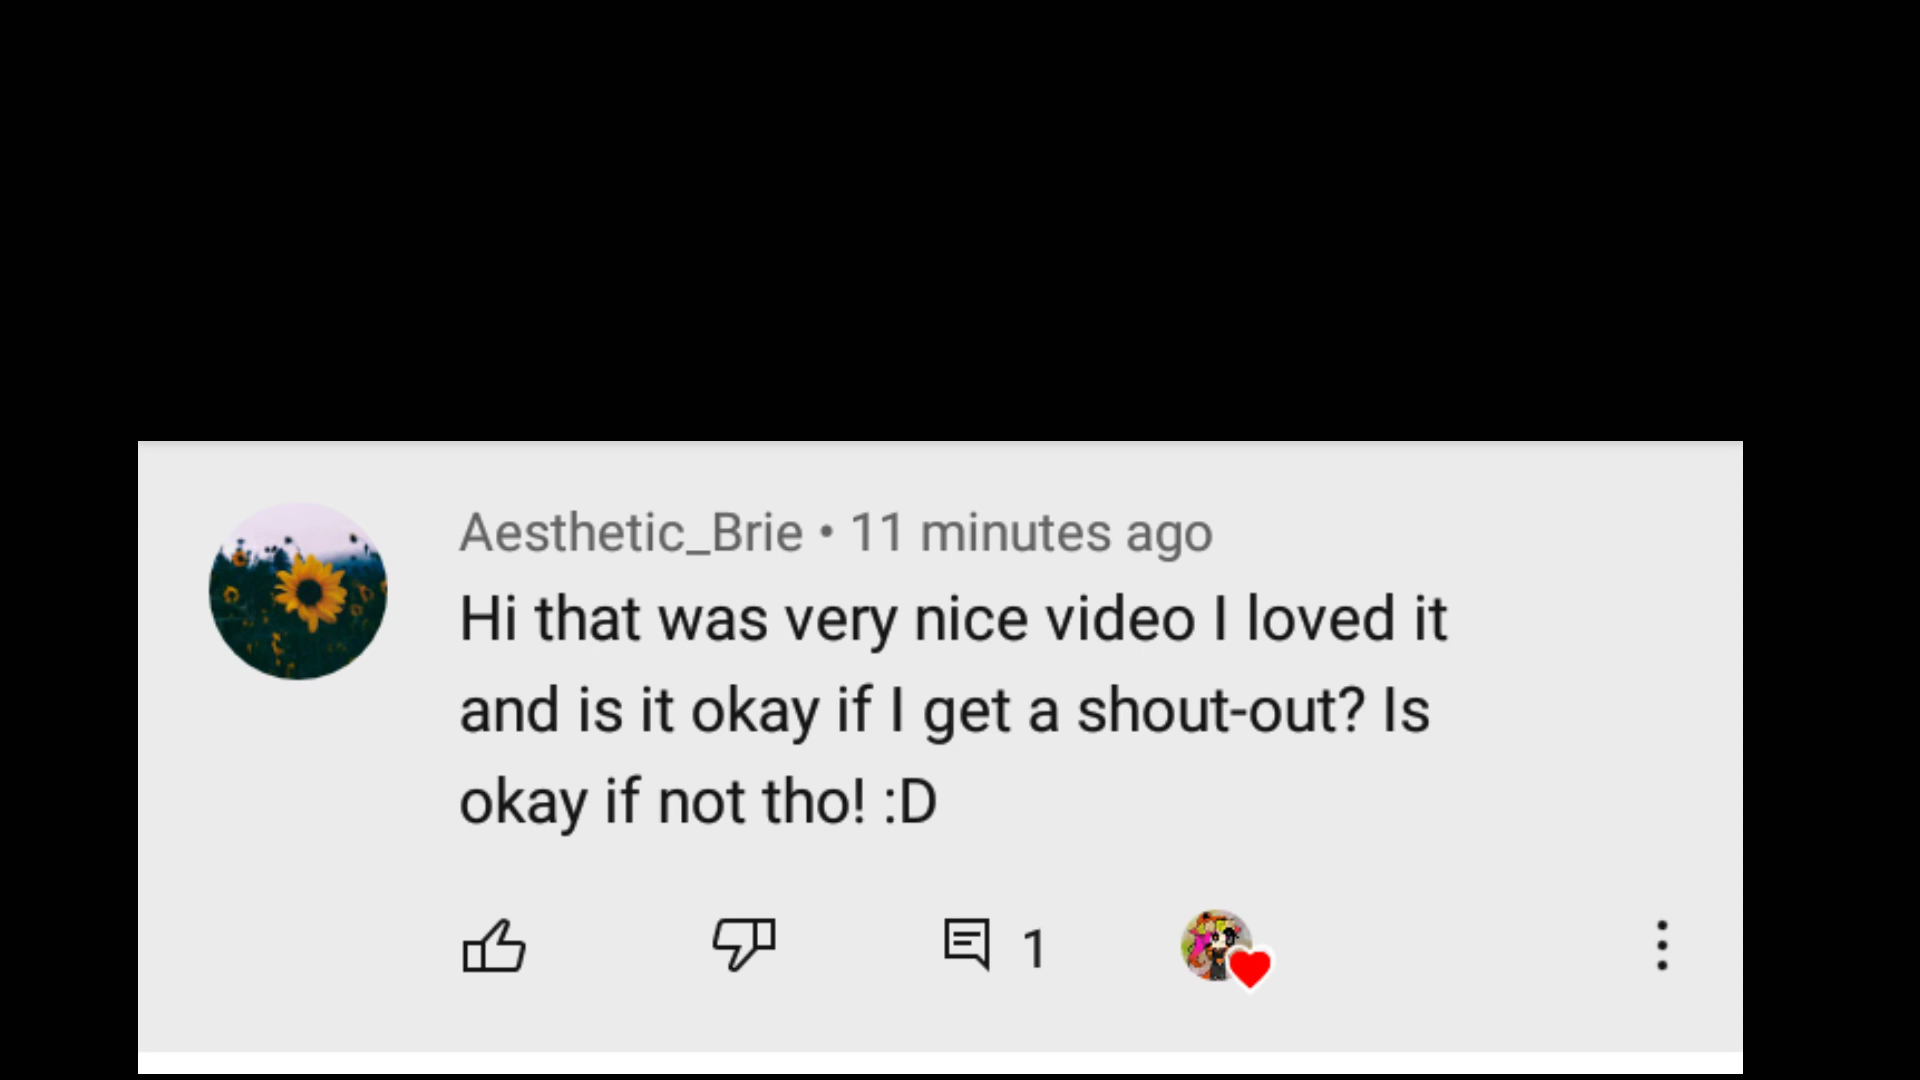 Aesthetic_Brie • 11 minutes ago
Hi that was very nice video I loved it
and is it okay if I get a shout-out? Is
okay if not tho! :D
1